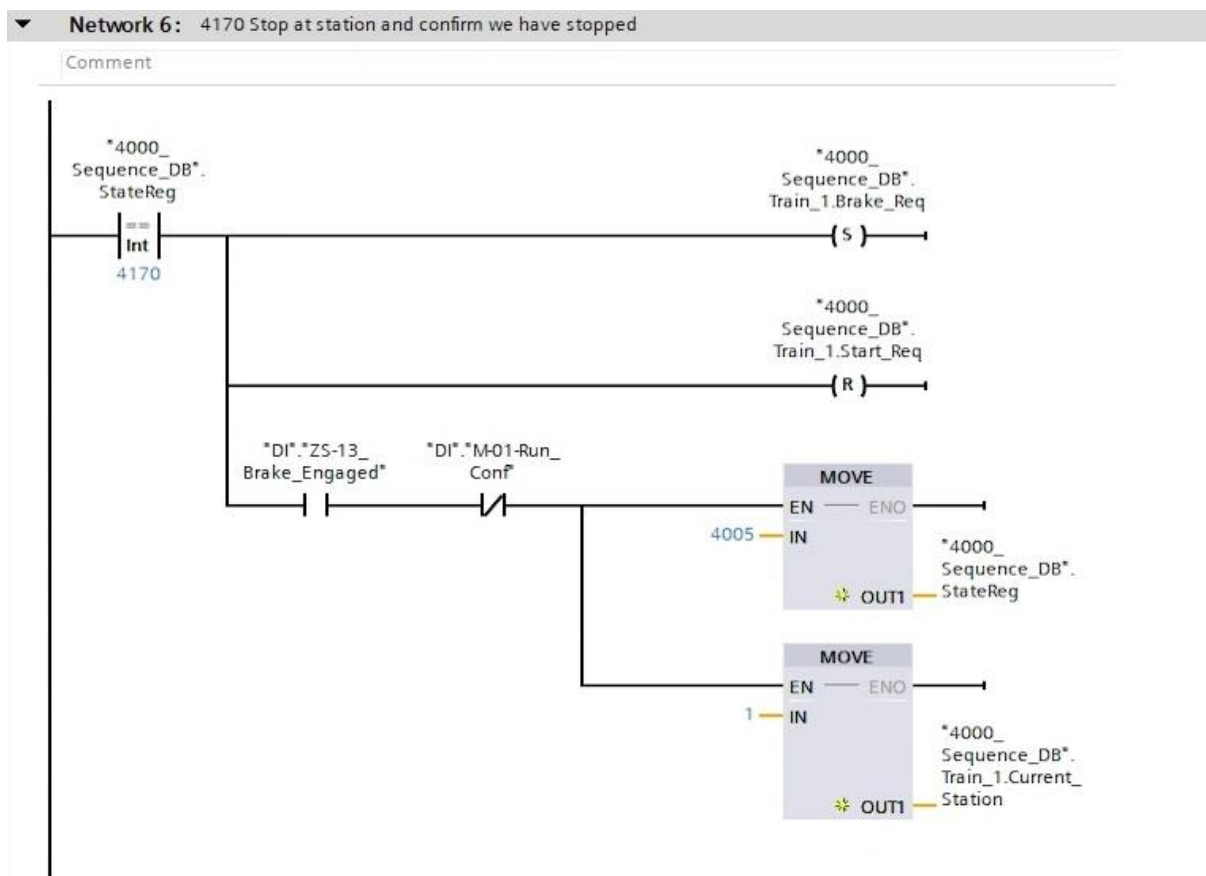 Network 6: 4170 Stop at station and confirm we have stopped
Comment
"4000_
Sequence_DB".
StateReg
==
Int
4170
"4000_
Sequence_DB".
Train_1.Brake_Req
S
"4000_
Sequence_DB".
Train_1.Start_Req
R
"DI"."ZS-13_
Brake_Engaged"
"DI"."M-01-Run_
Conf"
MOVE
EN ENO
4005 IN
OUT1
"4000_
Sequence_DB".
StateReg
MOVE
EN ENO
1 IN
OUT1
"4000_
Sequence_DB".
Train_1.Current_
Station